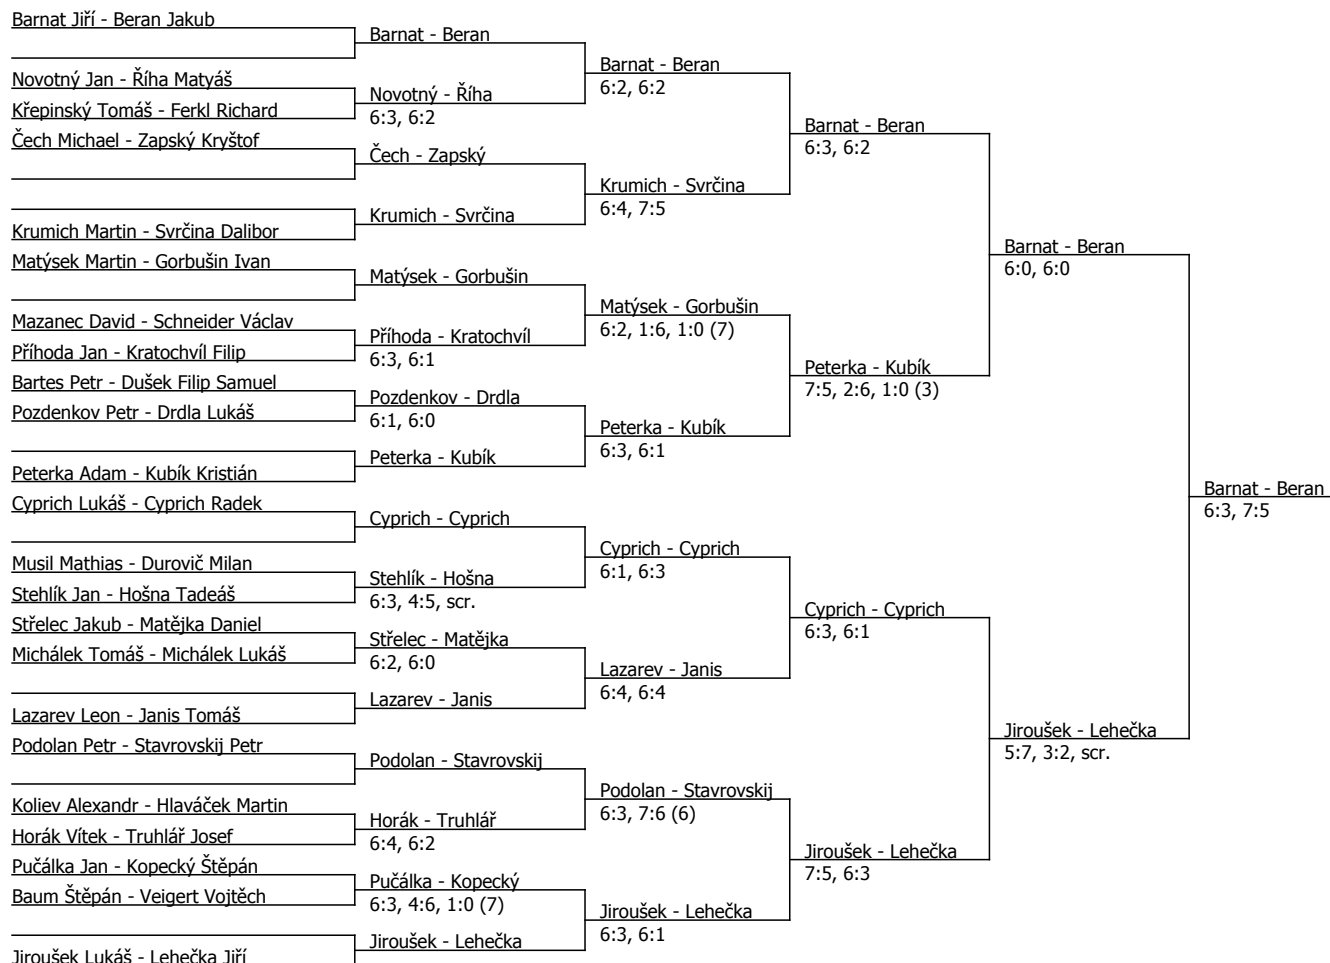 Barnat Jiří - Beran Jakub
Novotný Jan - Říha Matyáš
Křepinský Tomáš - Ferkl Richard
Čech Michael - Zapský Kryštof
Krumich Martin - Svrčina Dalibor
Matýsek Martin - Gorbušin Ivan
Mazanec David - Schneider Václav
Příhoda Jan - Kratochvíl Filip
Bartes Petr - Dušek Filip Samuel
Pozdenkov Petr - Drdla Lukáš
Peterka Adam - Kubík Kristián
Cyprich Lukáš - Cyprich Radek
Musil Mathias - Durovič Milan
Stehlík Jan - Hošna Tadeáš
Střelec Jakub - Matějka Daniel
Michálek Tomáš - Michálek Lukáš
Lazarev Leon - Janis Tomáš
Podolan Petr - Stavrovskij Petr
Koliev Alexandr - Hlaváček Martin
Horák Vítek - Truhlář Josef
Pučálka Jan - Kopecký Štěpán
Baum Štěpán - Veigert Vojtěch
Jiroušek Lukáš - Lehečka Jiří
Barnat - Beran
Novotný - Říha
6:3, 6:2
Čech - Zapský
Krumich - Svrčina
Matýsek - Gorbušin
Příhoda - Kratochvíl
6:3, 6:1
Pozdenkov - Drdla
6:1, 6:0
Peterka - Kubík
Cyprich - Cyprich
Stehlík - Hošna
6:3, 4:5, scr.
Střelec - Matějka
6:2, 6:0
Lazarev - Janis
Podolan - Stavrovskij
Horák - Truhlář
6:4, 6:2
Pučálka - Kopecký
6:3, 4:6, 1:0 (7)
Jiroušek - Lehečka
Barnat - Beran
6:2, 6:2
Krumich - Svrčina
6:4, 7:5
Matýsek - Gorbušin
6:2, 1:6, 1:0 (7)
Peterka - Kubík
6:3, 6:1
Cyprich - Cyprich
6:1, 6:3
Lazarev - Janis
6:4, 6:4
Podolan - Stavrovskij
6:3, 7:6 (6)
Jiroušek - Lehečka
6:3, 6:1
Barnat - Beran
6:3, 6:2
Peterka - Kubík
7:5, 2:6, 1:0 (3)
Cyprich - Cyprich
6:3, 6:1
Jiroušek - Lehečka
7:5, 6:3
Barnat - Beran
6:0, 6:0
Jiroušek - Lehečka
5:7, 3:2, scr.
Barnat - Beran
6:3, 7:5